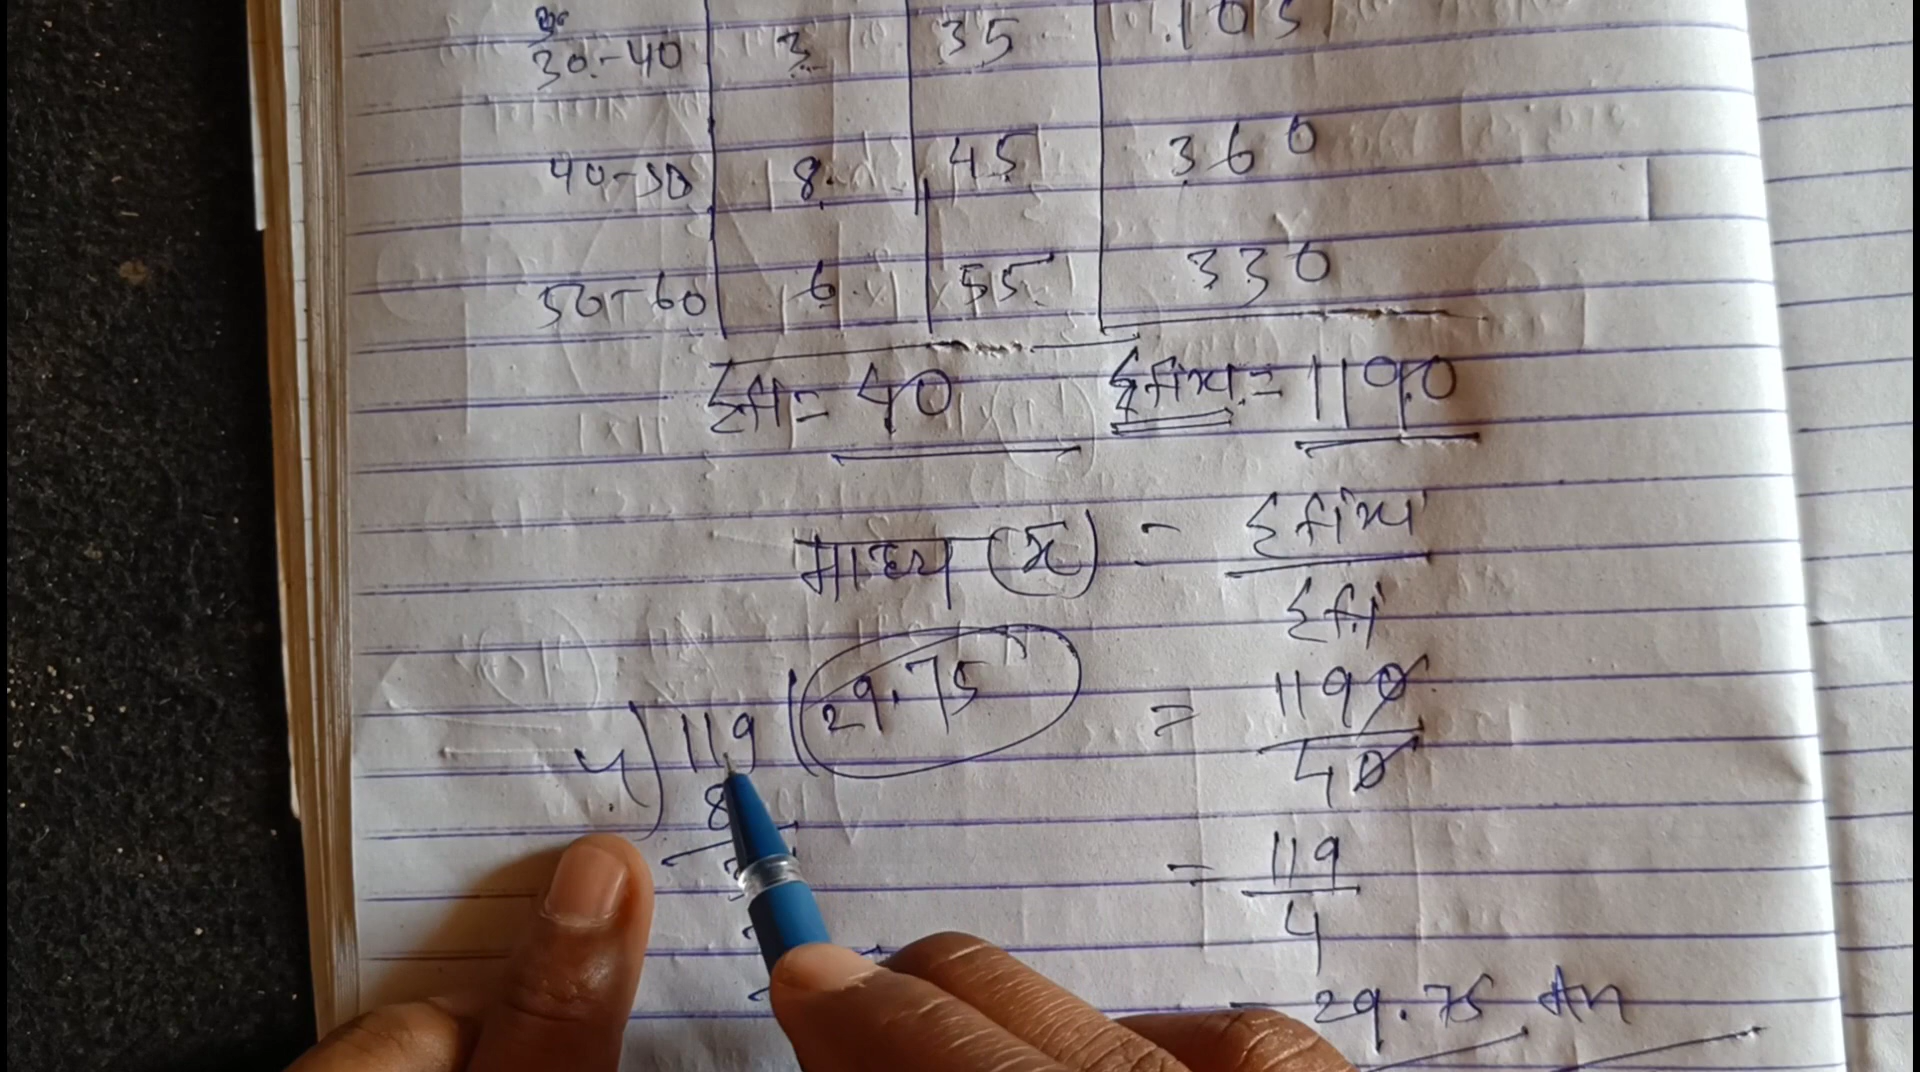 30-40 3 35 105
40-50 8 45 360
50-60 6 55 330
Σfi = 40 Σfixi = 1190
माध्य (x̄) = Σfixi / Σfi
4) 119 (29.75 = 1190 / 40
8
= 119 / 4
= 29.75 An